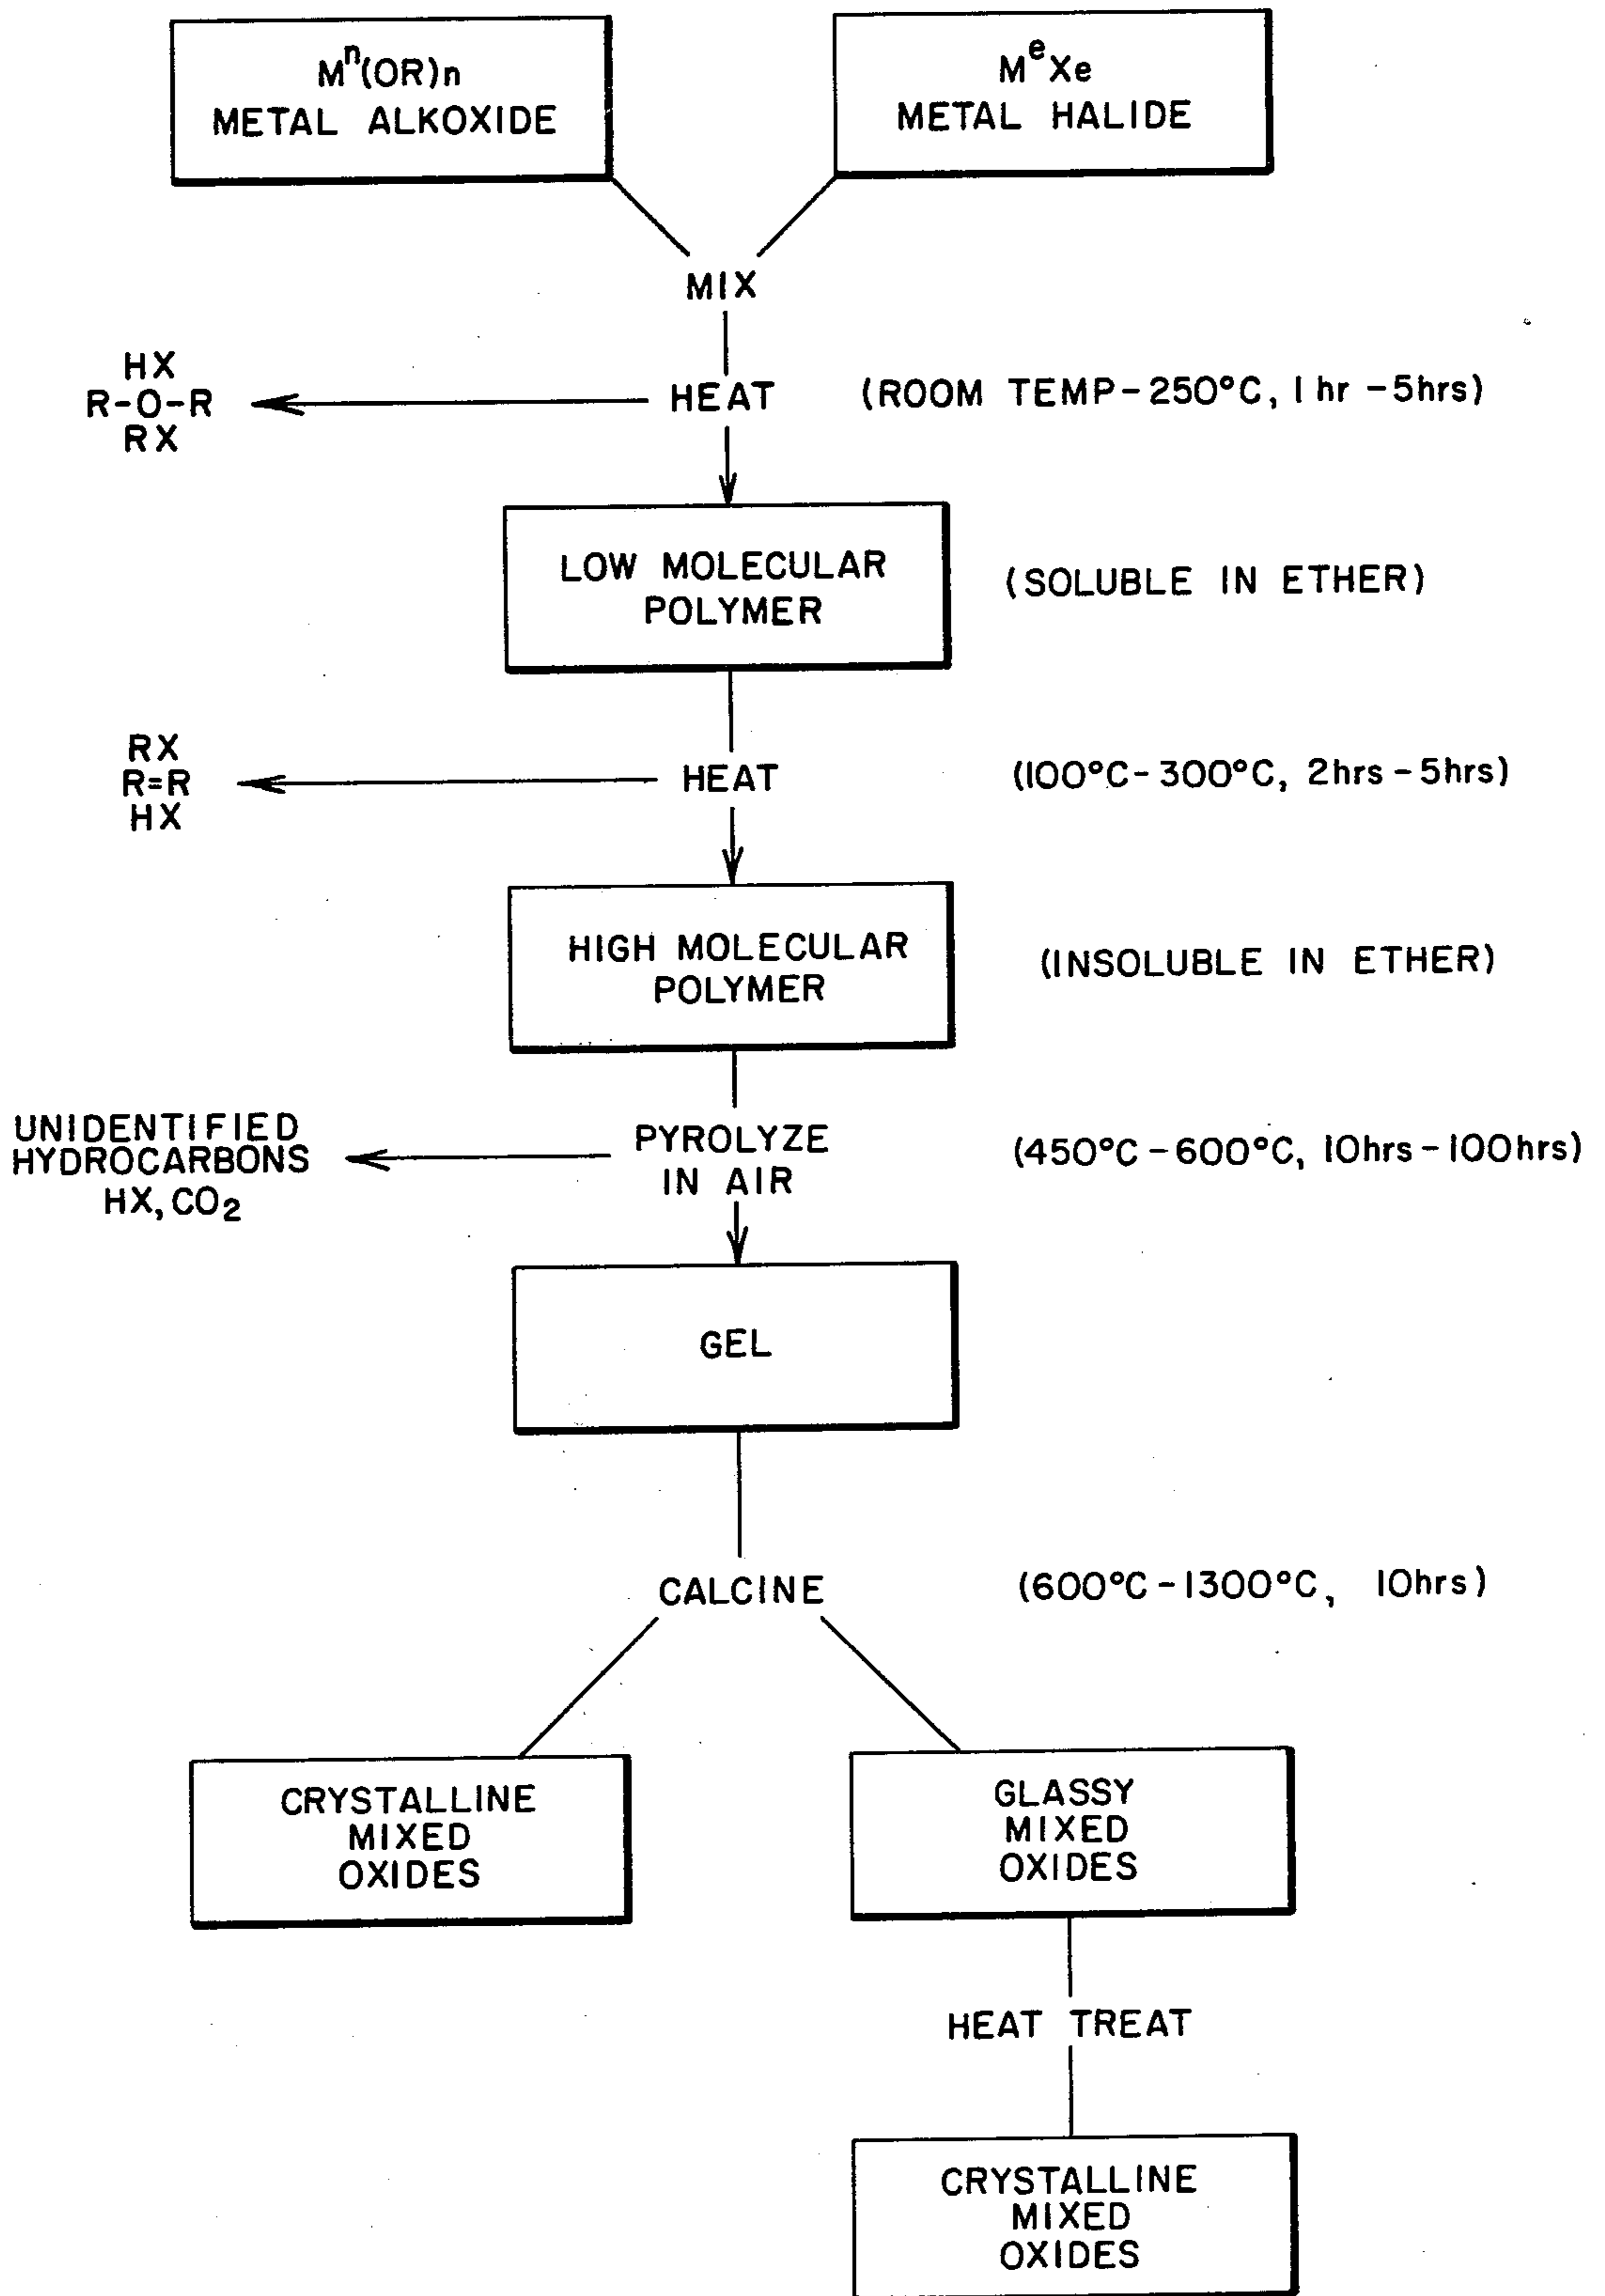 Mⁿ(OR)n
METAL ALKOXIDE
MᵉXe
METAL HALIDE
MIX
HX
R-O-R
RX
HEAT
(ROOM TEMP-250°C, 1 hr -5hrs)
LOW MOLECULAR
POLYMER
(SOLUBLE IN ETHER)
RX
R=R
HX
HEAT
(100°C-300°C, 2hrs-5hrs)
HIGH MOLECULAR
POLYMER
(INSOLUBLE IN ETHER)
UNIDENTIFIED
HYDROCARBONS
HX, CO₂
PYROLYZE
IN AIR
(450°C-600°C, 10hrs-100hrs)
GEL
CALCINE
(600°C-1300°C, 10hrs)
CRYSTALLINE
MIXED
OXIDES
GLASSY
MIXED
OXIDES
HEAT TREAT
CRYSTALLINE
MIXED
OXIDES